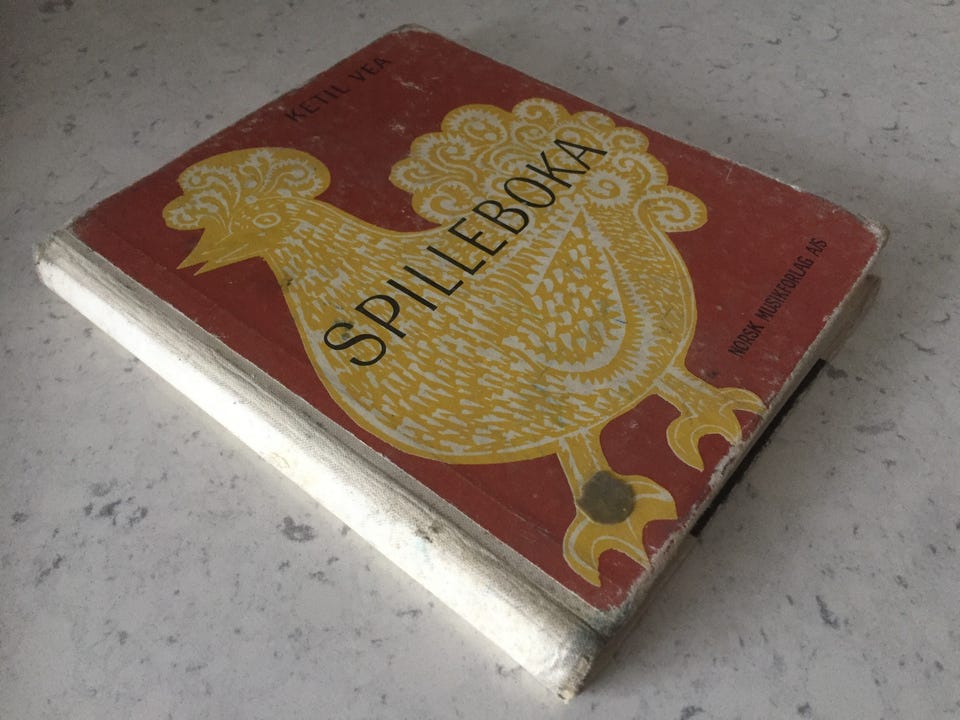 KETIL VEA
SPILLEBOKA
NORSK MUSIKFORLAG A/S